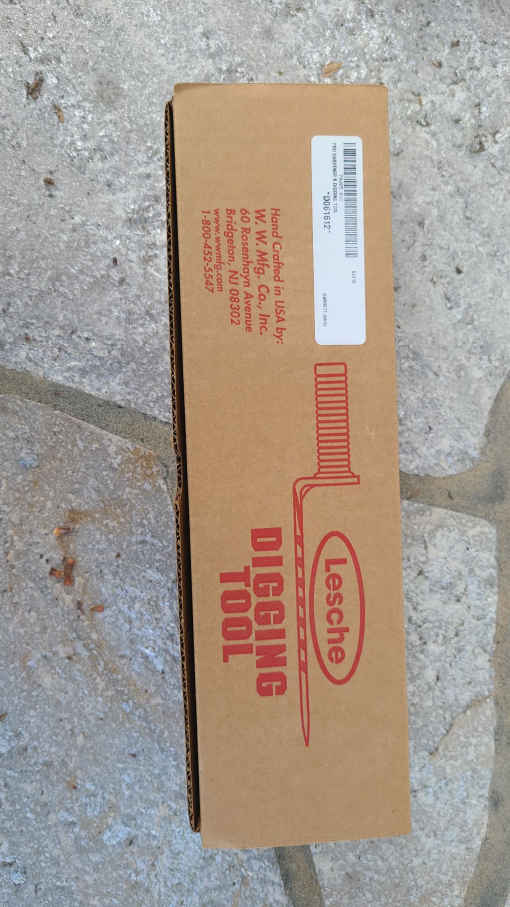 "D061612"
Hand Crafted in USA by:
W. W. Mfg. Co., Inc.
60 Rosenhayn Avenue
Bridgeton, NJ 08302
www.wwmfg.com
1-800-452-5547
Lesche
DIGGING
TOOL